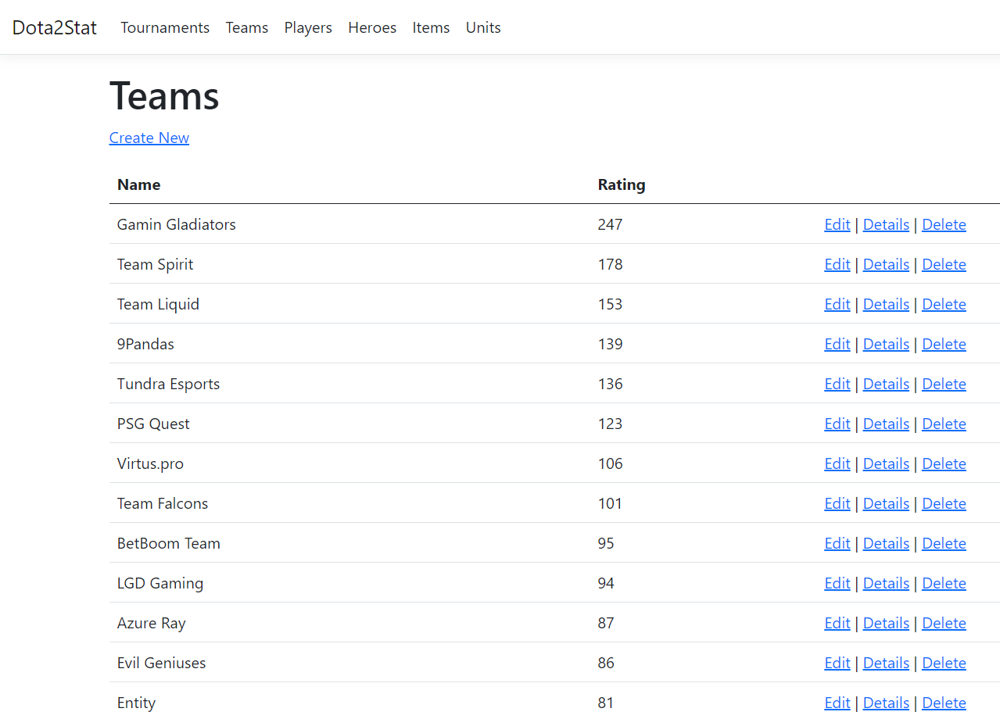 Dota2Stat Tournaments Teams Players Heroes Items Units
Teams
Create New
Name Rating
Gamin Gladiators 247 Edit | Details | Delete
Team Spirit 178 Edit | Details | Delete
Team Liquid 153 Edit | Details | Delete
9Pandas 139 Edit | Details | Delete
Tundra Esports 136 Edit | Details | Delete
PSG Quest 123 Edit | Details | Delete
Virtus.pro 106 Edit | Details | Delete
Team Falcons 101 Edit | Details | Delete
BetBoom Team 95 Edit | Details | Delete
LGD Gaming 94 Edit | Details | Delete
Azure Ray 87 Edit | Details | Delete
Evil Geniuses 86 Edit | Details | Delete
Entity 81 Edit | Details | Delete